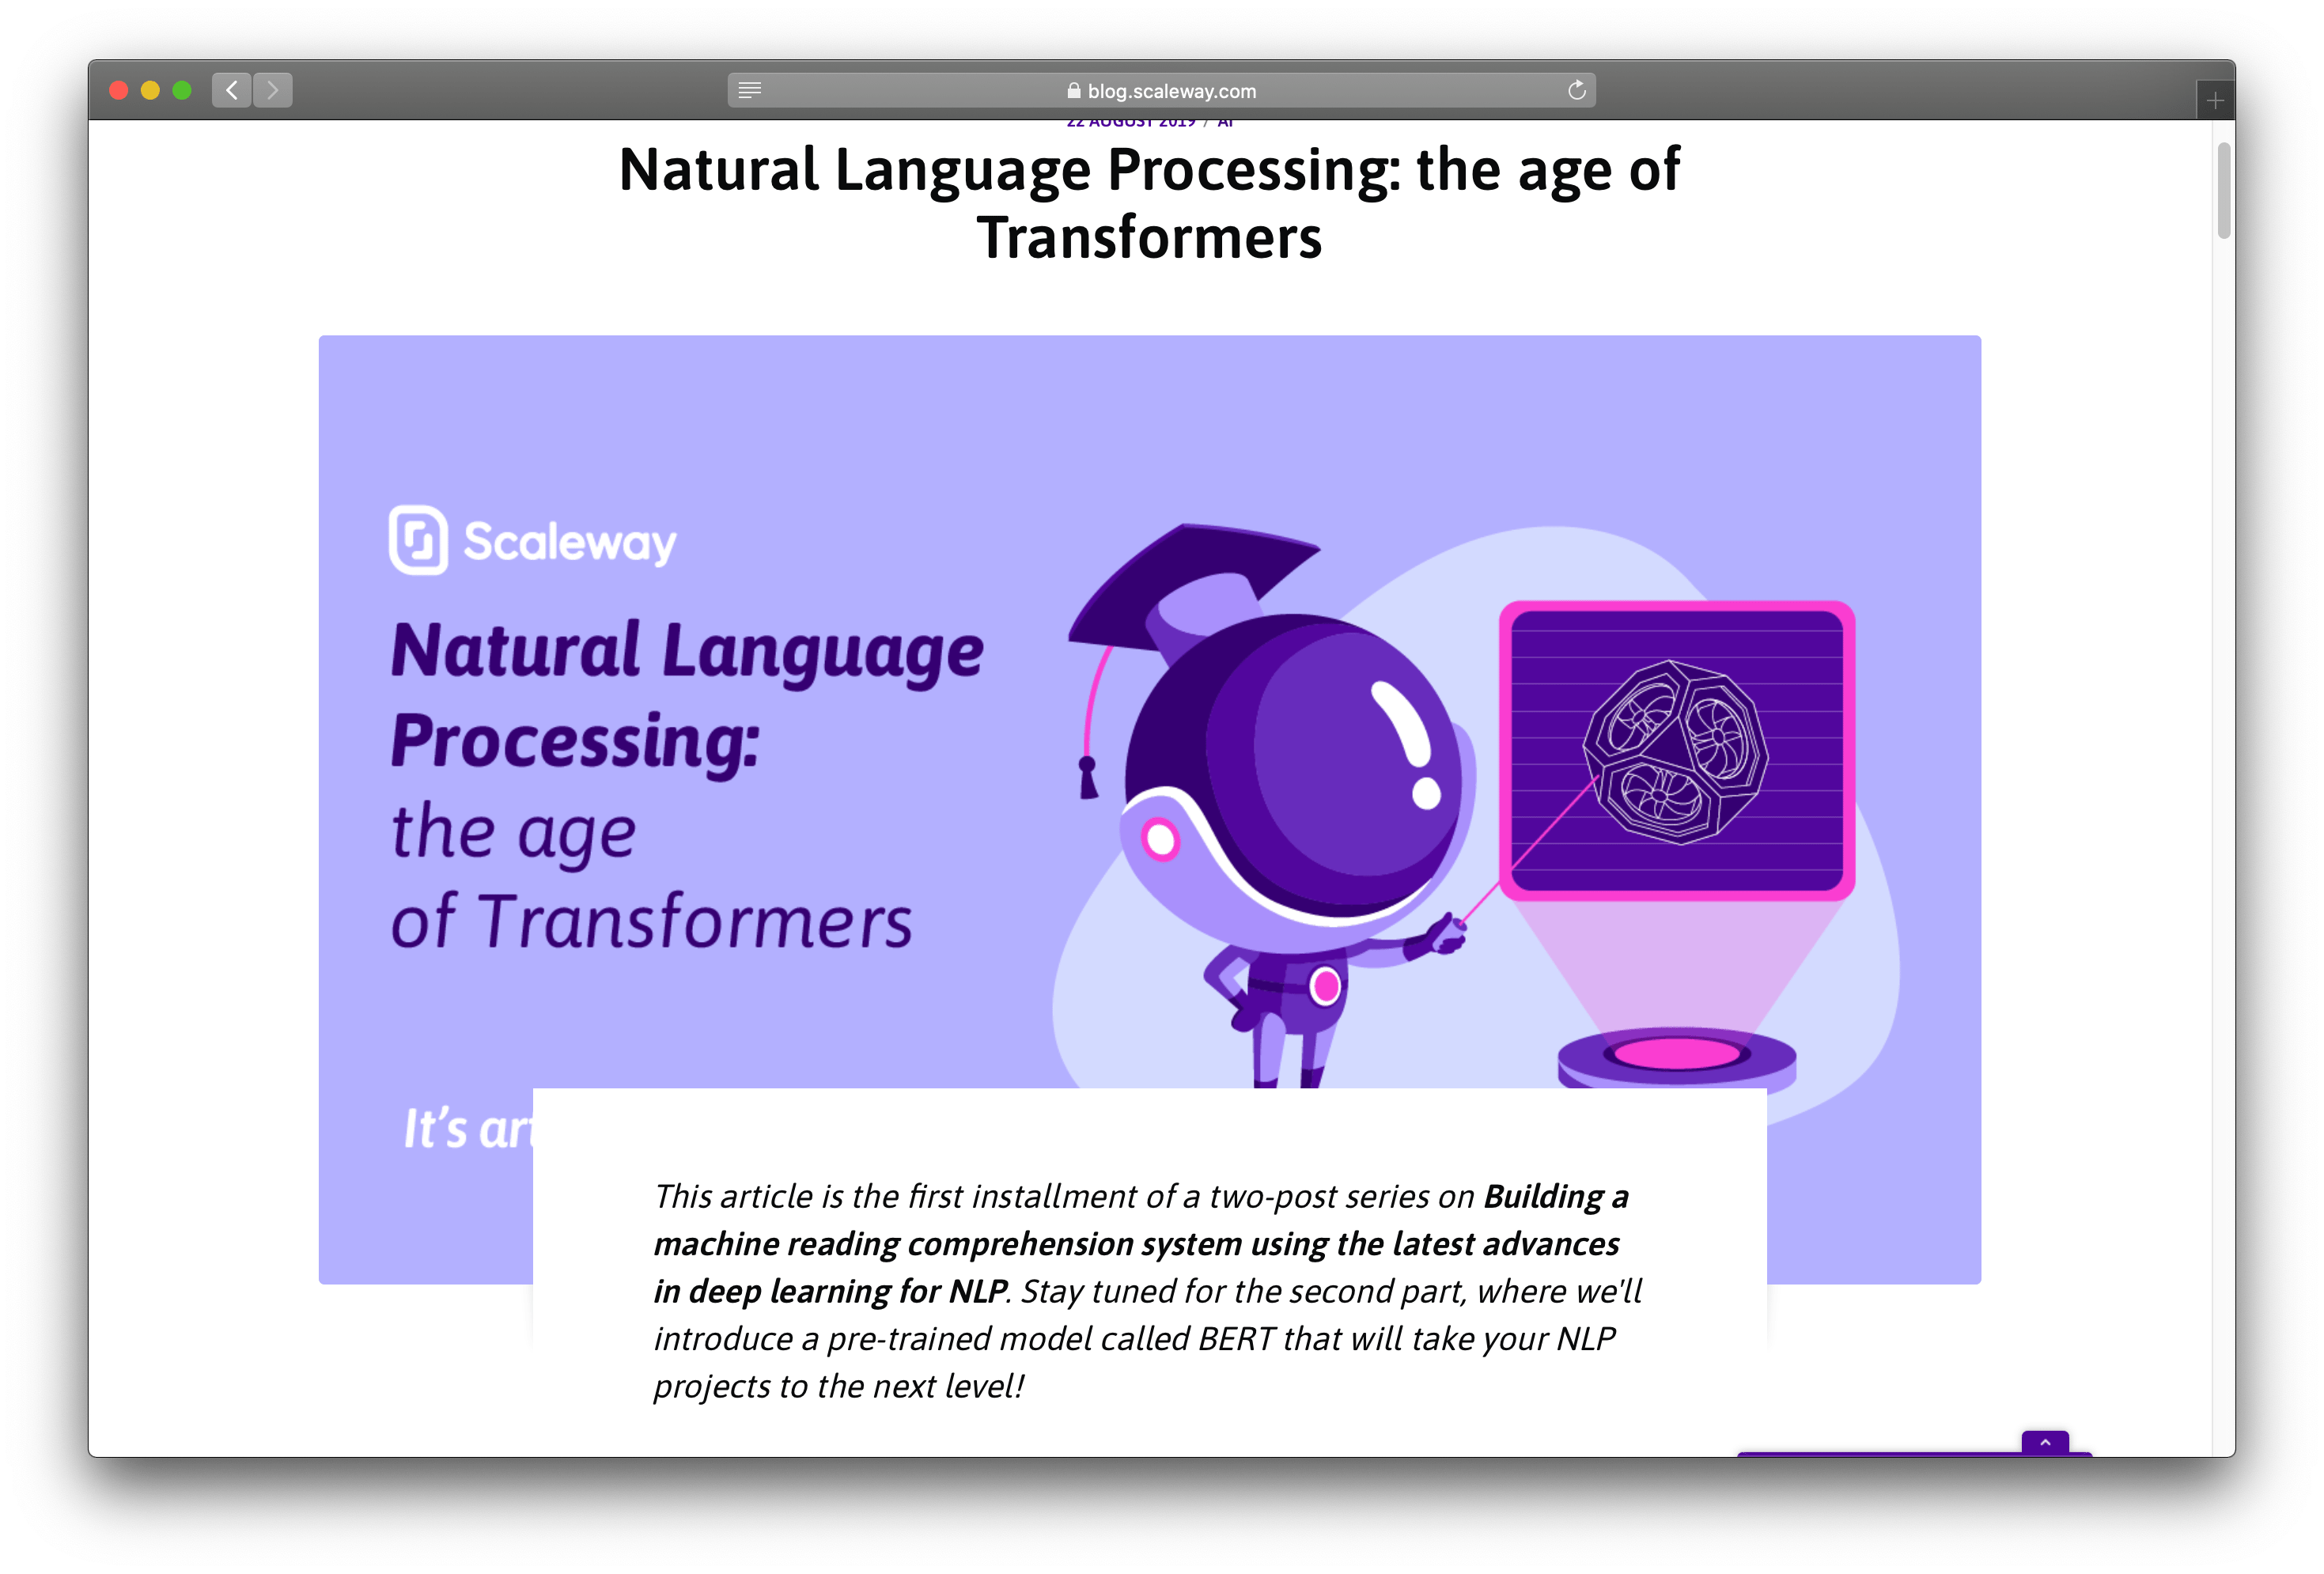 blog.scaleway.com
22 AUGUST 2019 / AI
Natural Language Processing: the age of
Transformers
Scaleway
Natural Language
Processing:
the age
of Transformers
It's
This article is the first installment of a two-post series on Building a
machine reading comprehension system using the latest advances
in deep learning for NLP. Stay tuned for the second part, where we'll
introduce a pre-trained model called BERT that will take your NLP
projects to the next level!